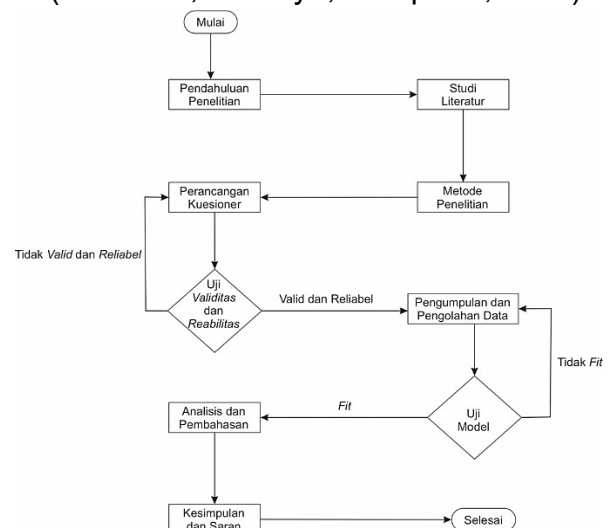 Mulai
Pendahuluan
Penelitian
Studi
Literatur
Metode
Penelitian
Perancangan
Kuesioner
Tidak Valid dan Reliabel
Uji
Validitas
dan
Reabilitas
Valid dan Reliabel
Pengumpulan dan
Pengolahan Data
Tidak Fit
Uji
Model
Fit
Analisis dan
Pembahasan
Kesimpulan
dan Saran
Selesai